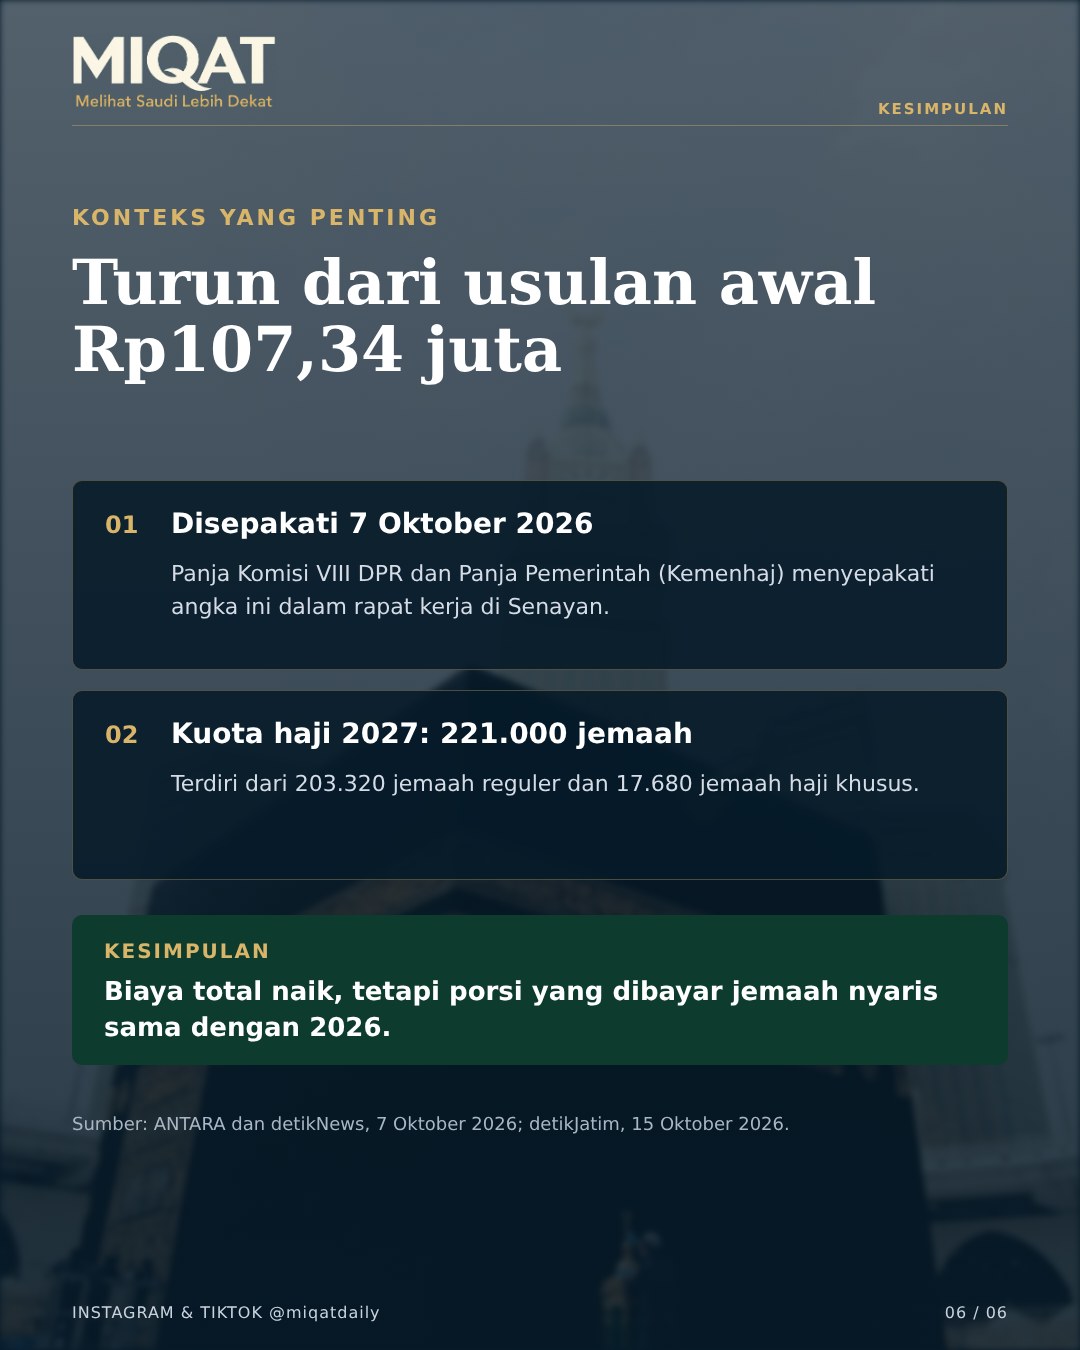 MIQAT
Melihat Saudi Lebih Dekat
KESIMPULAN
KONTEKS YANG PENTING
Turun dari usulan awal
Rp107,34 juta
01 Disepakati 7 Oktober 2026
Panja Komisi VIII DPR dan Panja Pemerintah (Kemenhaj) menyepakati
angka ini dalam rapat kerja di Senayan.
02 Kuota haji 2027: 221.000 jemaah
Terdiri dari 203.320 jemaah reguler dan 17.680 jemaah haji khusus.
KESIMPULAN
Biaya total naik, tetapi porsi yang dibayar jemaah nyaris
sama dengan 2026.
Sumber: ANTARA dan detikNews, 7 Oktober 2026; detikJatim, 15 Oktober 2026.
INSTAGRAM & TIKTOK @miqatdaily
06 / 06